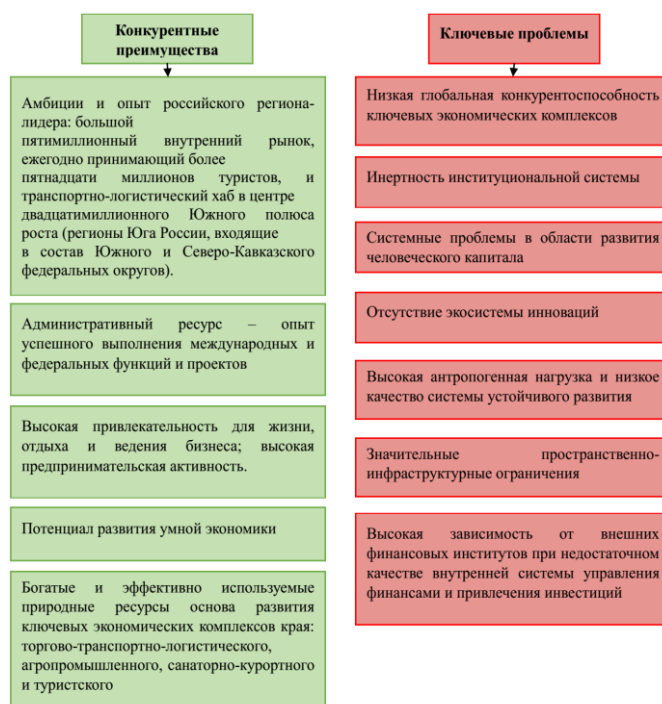 Конкурентные
преимущества
Амбиции и опыт российского региона-
лидера: большой
пятимиллионный внутренний рынок,
ежегодно принимающий более
пятнадцати миллионов туристов, и
транспортно-логистический хаб в центре
двадцатимиллионного Южного полюса
роста (регионы Юга России, входящие
в состав Южного и Северо-Кавказского
федеральных округов).
Административный ресурс – опыт
успешного выполнения международных и
федеральных функций и проектов
Высокая привлекательность для жизни,
отдыха и ведения бизнеса; высокая
предпринимательская активность.
Потенциал развития умной экономики
Богатые и эффективно используемые
природные ресурсы основа развития
ключевых экономических комплексов края:
торгово-транспортно-логистического,
агропромышленного, санаторно-курортного
и туристского
Ключевые проблемы
Низкая глобальная конкурентоспособность
ключевых экономических комплексов
Инертность институциональной системы
Системные проблемы в области развития
человеческого капитала
Отсутствие экосистемы инноваций
Высокая антропогенная нагрузка и низкое
качество системы устойчивого развития
Значительные пространственно-
инфраструктурные ограничения
Высокая зависимость от внешних
финансовых институтов при недостаточном
качестве внутренней системы управления
финансами и привлечения инвестиций